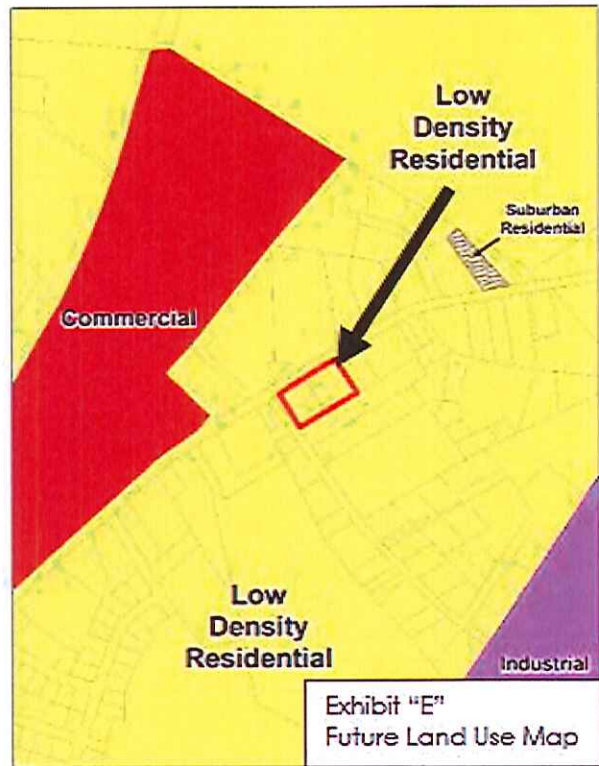 Low
Density
Residential
Suburban
Residential
Commercial
Low
Density
Residential
Industrial
Exhibit “E”
Future Land Use Map